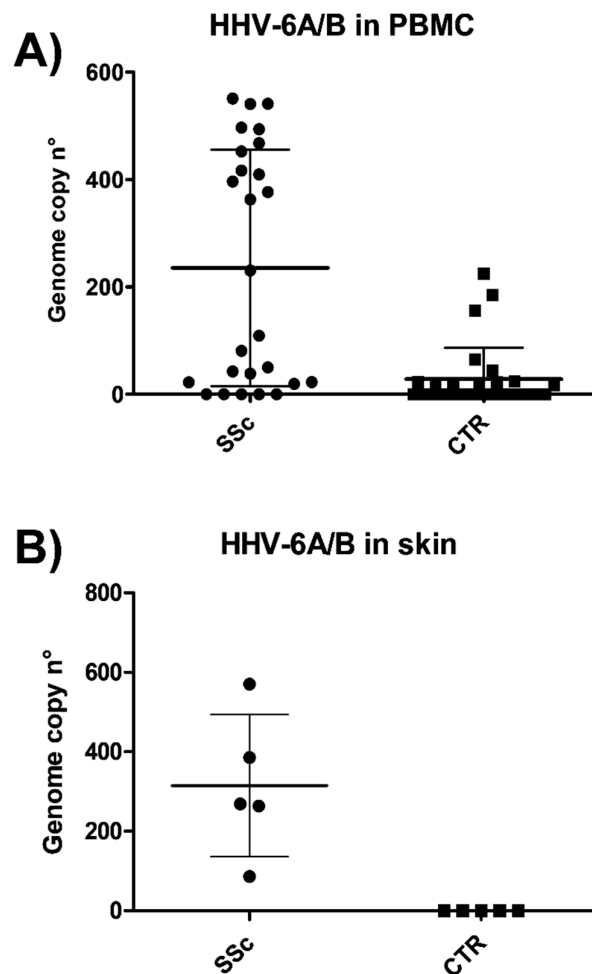 HHV-6A/B in PBMC
A)
600
400
200
0
Genome copy n°
SSc
CTR
B)
HHV-6A/B in skin
800
600
400
200
0
Genome copy n°
SSc
CTR